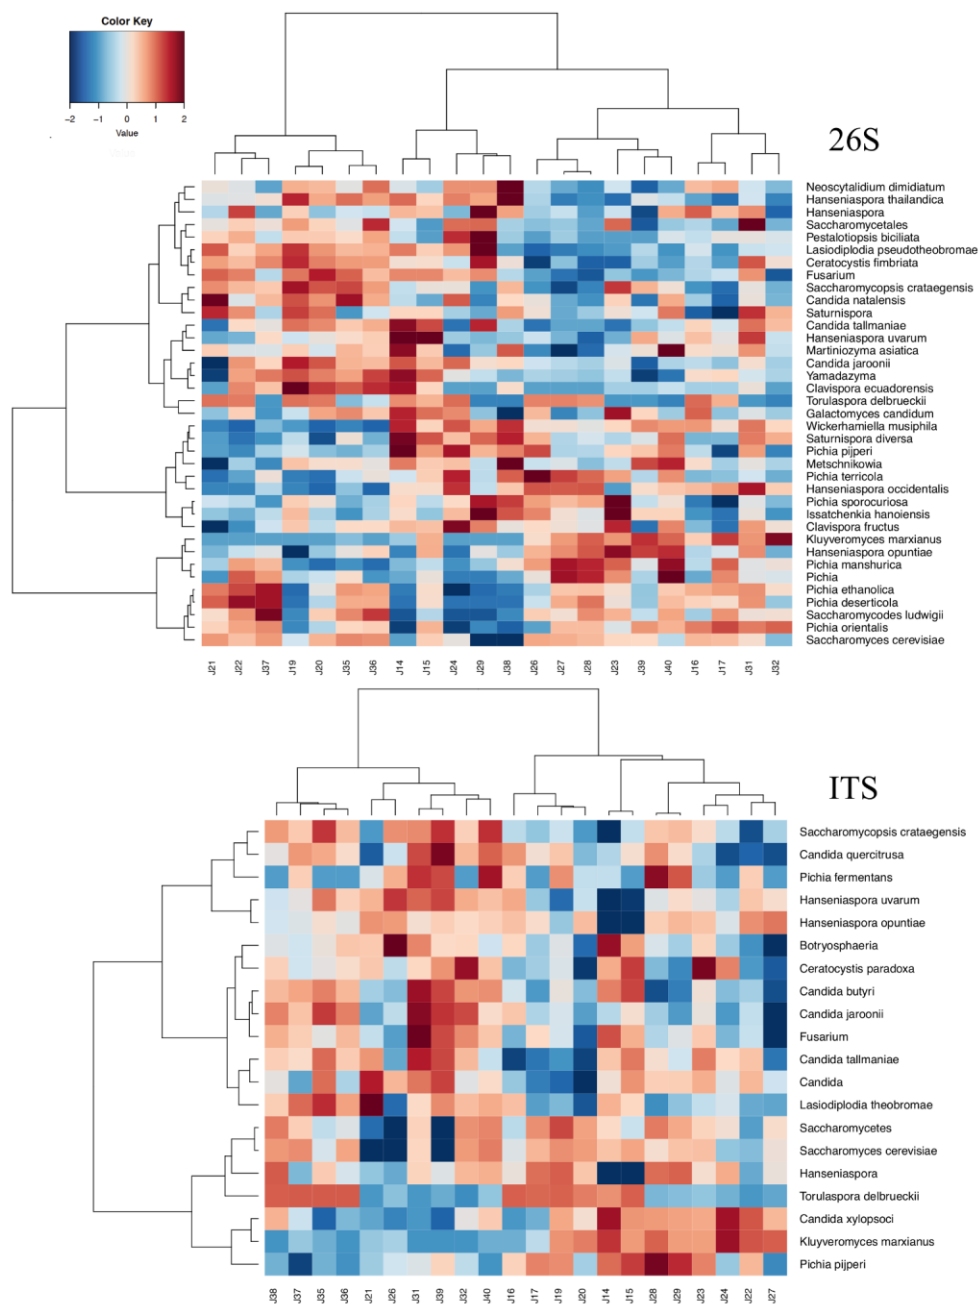 Color Key
−2 −1 0 1 2
Value
26S
Neoscytalidium dimidiatum
Hanseniaspora thailandica
Hanseniaspora
Saccharomycetales
Pestalotiopsis biciliata
Lasiodiplodia pseudotheobromae
Ceratocystis fimbriata
Fusarium
Saccharomycopsis crataegensis
Candida natalensis
Saturnispora
Candida tallmaniae
Hanseniaspora uvarum
Martiniozyma asiatica
Candida jaroonii
Yamadazyma
Clavispora ecuadorensis
Torulaspora delbrueckii
Galactomyces candidum
Wickerhamiella musiphila
Saturnispora diversa
Pichia pijperi
Metschnikowia
Pichia terricola
Hanseniaspora occidentalis
Pichia sporocuriosa
Issatchenkia hanoiensis
Clavispora fructus
Kluyveromyces marxianus
Hanseniaspora opuntiae
Pichia manshurica
Pichia
Pichia ethanolica
Pichia deserticola
Saccharomycodes ludwigii
Pichia orientalis
Saccharomyces cerevisiae
J21 J22 J37 J19 J20 J35 J36 J14 J15 J24 J29 J38 J26 J27 J28 J23 J39 J40 J16 J17 J31 J32
ITS
Saccharomycopsis crataegensis
Candida quercitrusa
Pichia fermentans
Hanseniaspora uvarum
Hanseniaspora opuntiae
Botryosphaeria
Ceratocystis paradoxa
Candida butyri
Candida jaroonii
Fusarium
Candida tallmaniae
Candida
Lasiodiplodia theobromae
Saccharomycetes
Saccharomyces cerevisiae
Hanseniaspora
Torulaspora delbrueckii
Candida xylopsoci
Kluyveromyces marxianus
Pichia pijperi
J38 J37 J35 J36 J21 J26 J31 J39 J32 J40 J16 J17 J19 J20 J14 J15 J28 J29 J23 J24 J22 J27